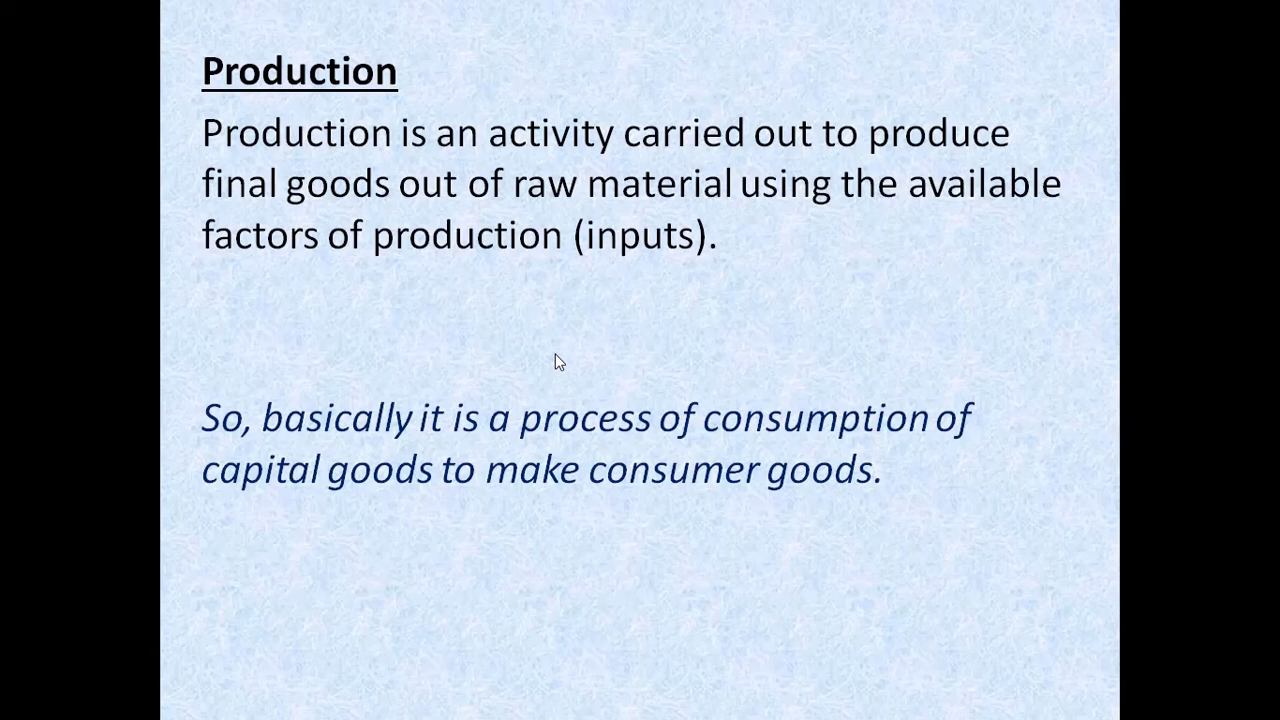 Production
Production is an activity carried out to produce
final goods out of raw material using the available
factors of production (inputs).
So, basically it is a process of consumption of
capital goods to make consumer goods.